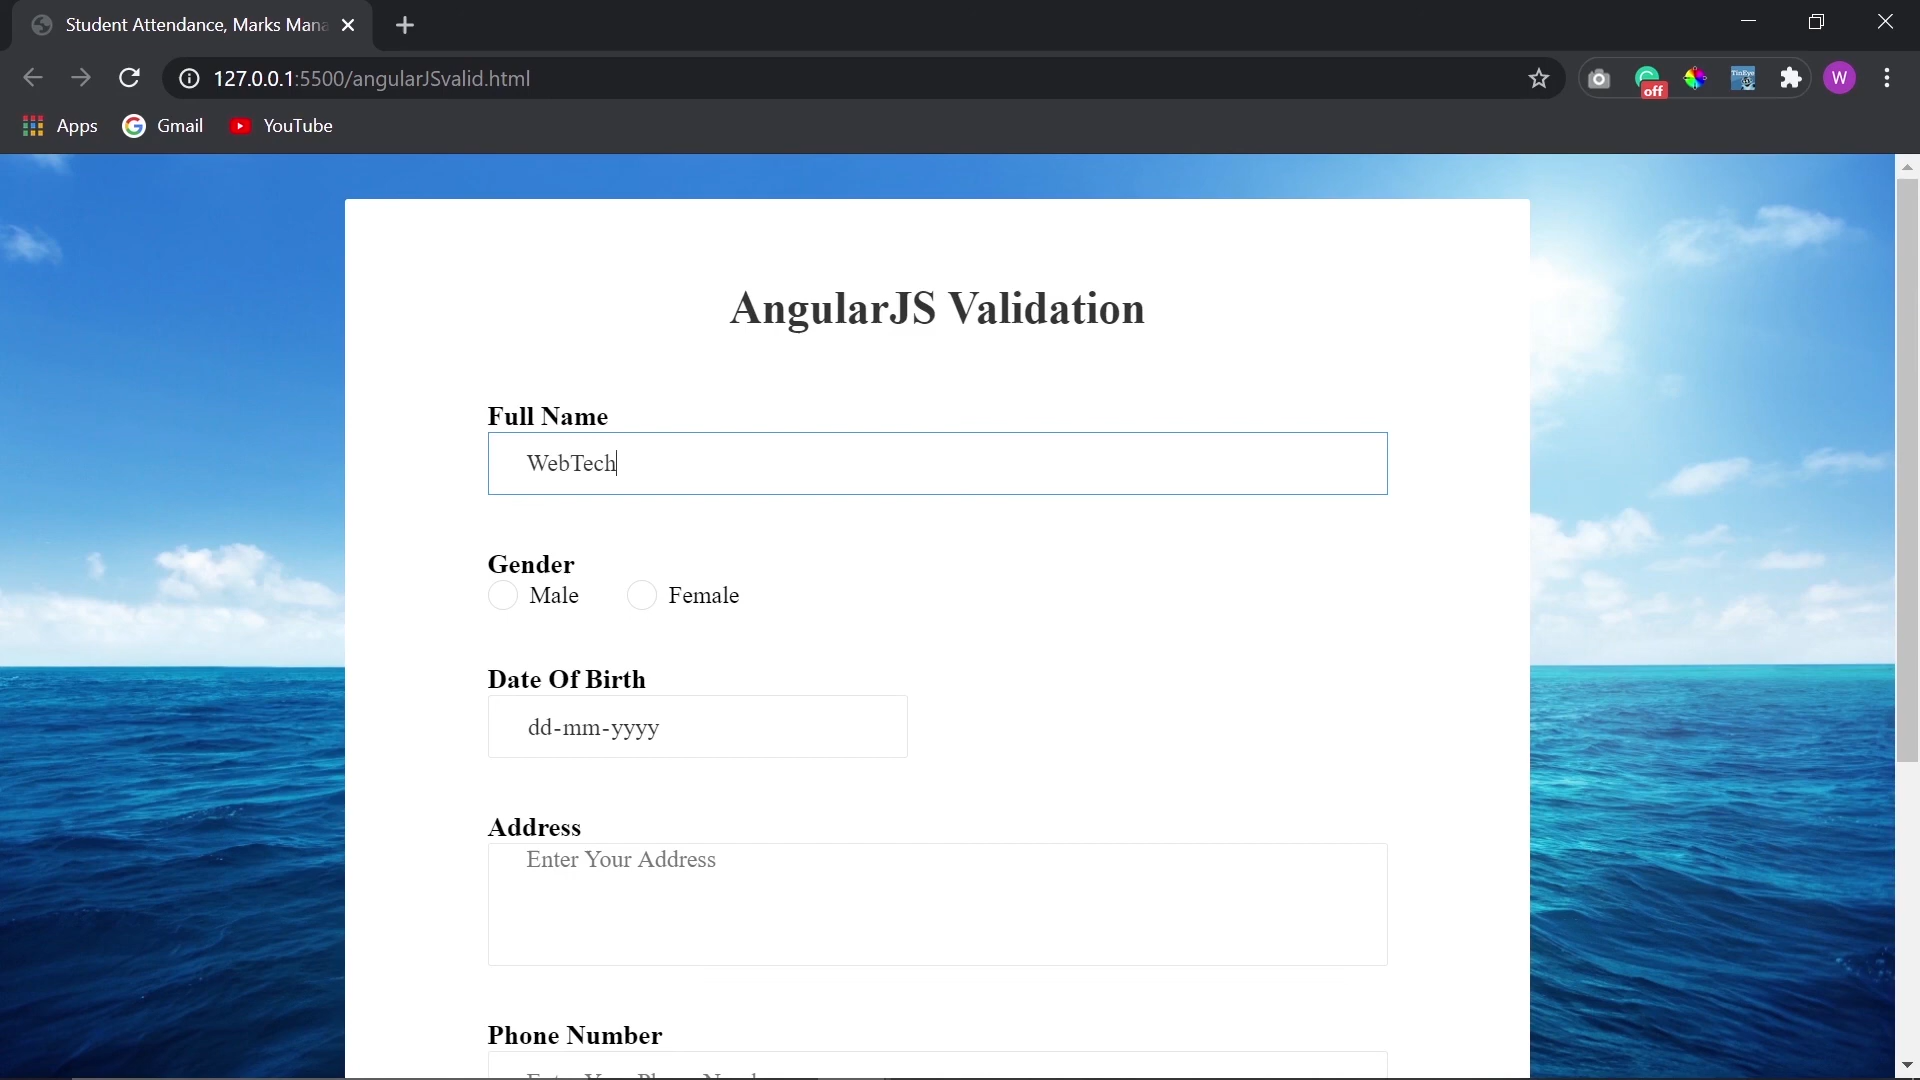 Student Attendance, Marks Mana
127.0.0.1:5500/angularJSvalid.html
off
TinEye
W
Apps
Gmail
YouTube
AngularJS Validation
Full Name
WebTech
Gender
Male
Female
Date Of Birth
dd-mm-yyyy
Address
Enter Your Address
Phone Number